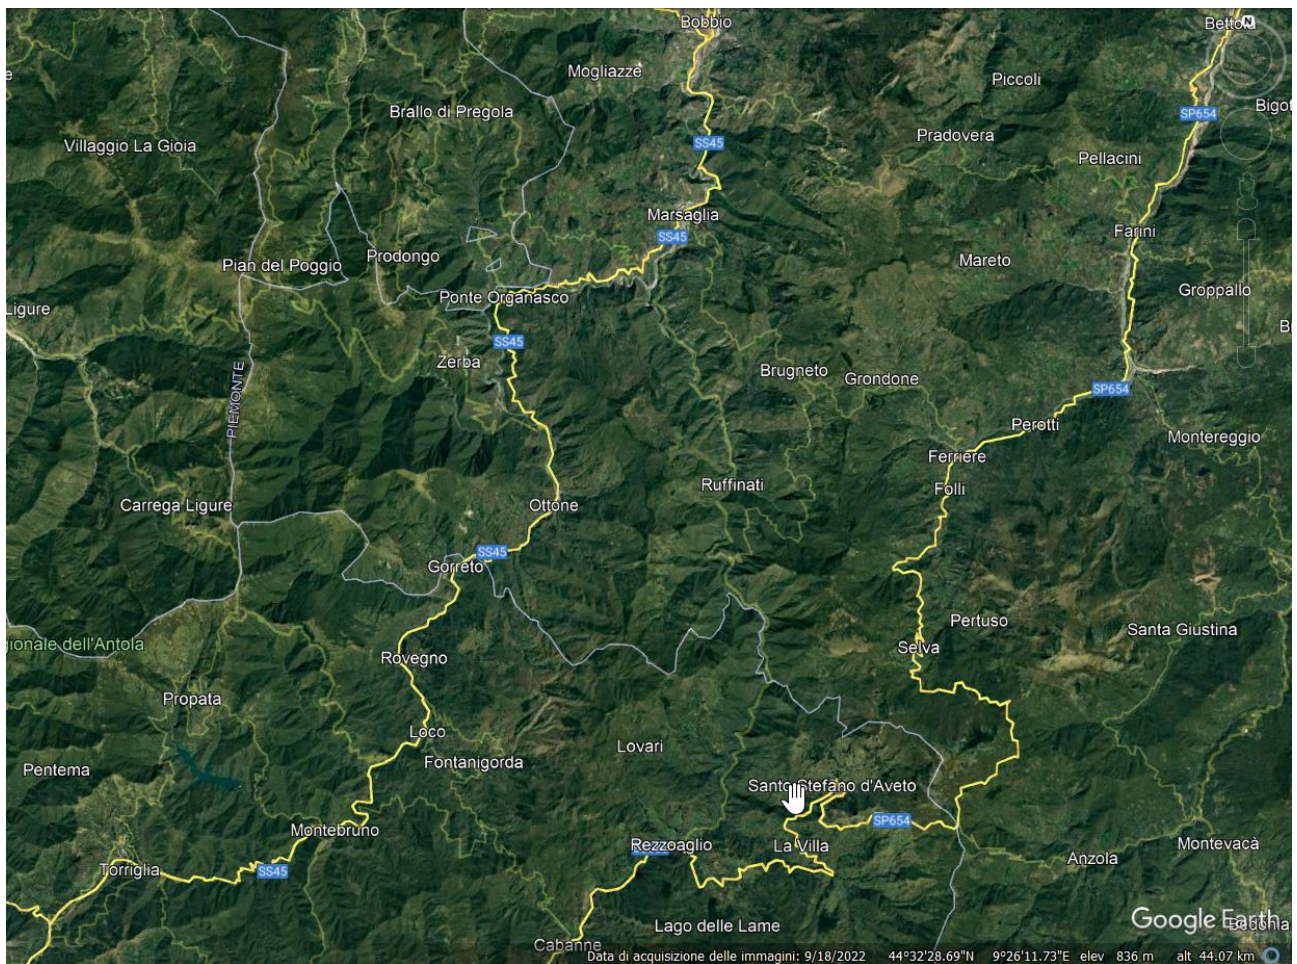 Bobbio
Bettola
N
Mogliazze
Piccoli
Brallo di Pregola
SP654
Villaggio La Gioia
SS45
Pradovera
Pellacini
Marsaglia
SS45
Farini
Pian del Poggio
Prodongo
Mareto
Ponte Organasco
Groppallo
Ligure
SS45
Zerba
Brugneto
Grondone
PIEMONTE
SP654
Perotti
Montereggio
Ferriere
Ruffinati
Folli
Carrega Ligure
Ottone
SS45
Gorreto
Pertuso
Santa Giustina
gionale dell'Antola
Selva
Rovegno
Propata
Loco
Lovari
Fontanigorda
Pentema
Santo Stefano d'Aveto
SP654
Montebruno
Rezzoaglio
La Villa
Montevacà
Anzola
Torriglia
SS45
Lago delle Lame
Google Earth
Bedonia
Cabanne
Data di acquisizione delle immagini: 9/18/2022 44°32'28.69"N 9°26'11.73"E elev 836 m alt 44.07 km